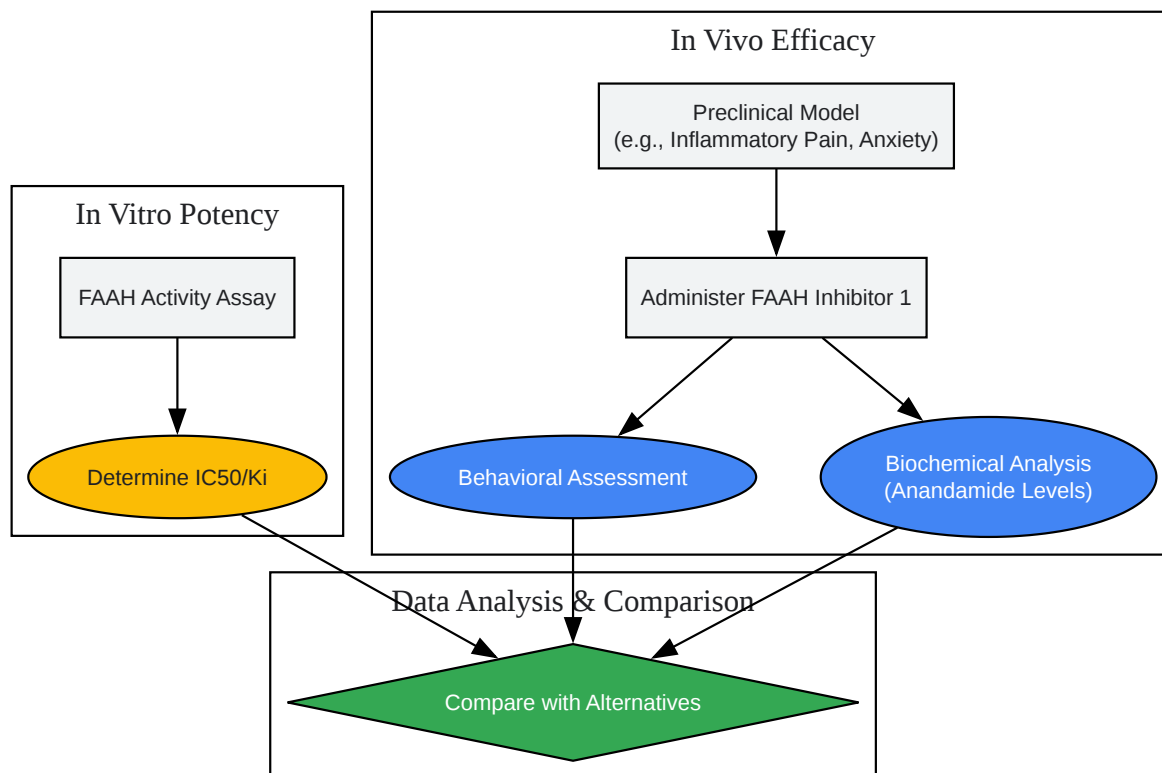 In Vivo Efficacy
Preclinical Model
(e.g., Inflammatory Pain, Anxiety)
In Vitro Potency
FAAH Activity Assay
Administer FAAH Inhibitor 1
Determine IC50/Ki
Behavioral Assessment
Biochemical Analysis
(Anandamide Levels)
Data Analysis & Comparison
Compare with Alternatives